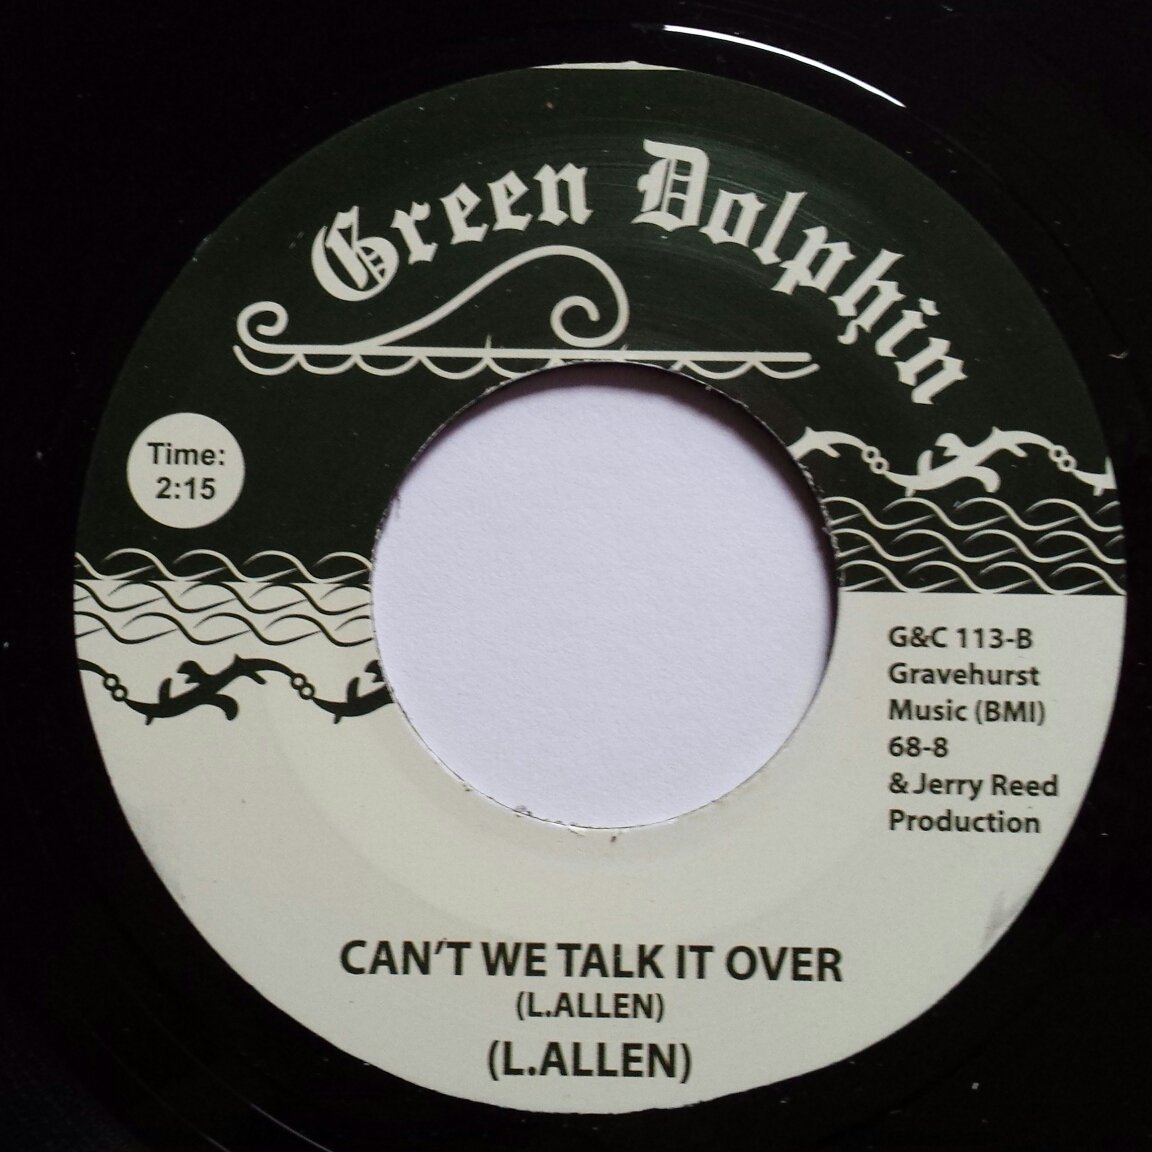 Green Dolphin
Time:
2:15
G&C 113-B
Gravehurst
Music (BMI)
68-8
& Jerry Reed
Production
CAN'T WE TALK IT OVER
(L.ALLEN)
(L.ALLEN)